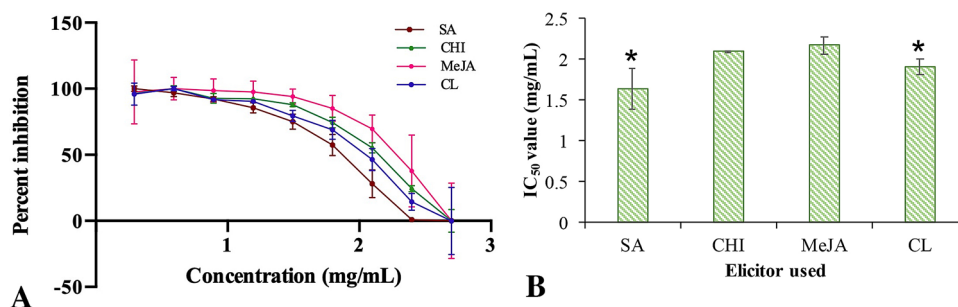 150
100
50
0
-50
Percent inhibition
1
2
3
Concentration (mg/mL)
SA
CHI
MeJA
CL
A
2.5
2
1.5
1
0.5
0
IC50 value (mg/mL)
*
*
SA
CHI
MeJA
CL
Elicitor used
B